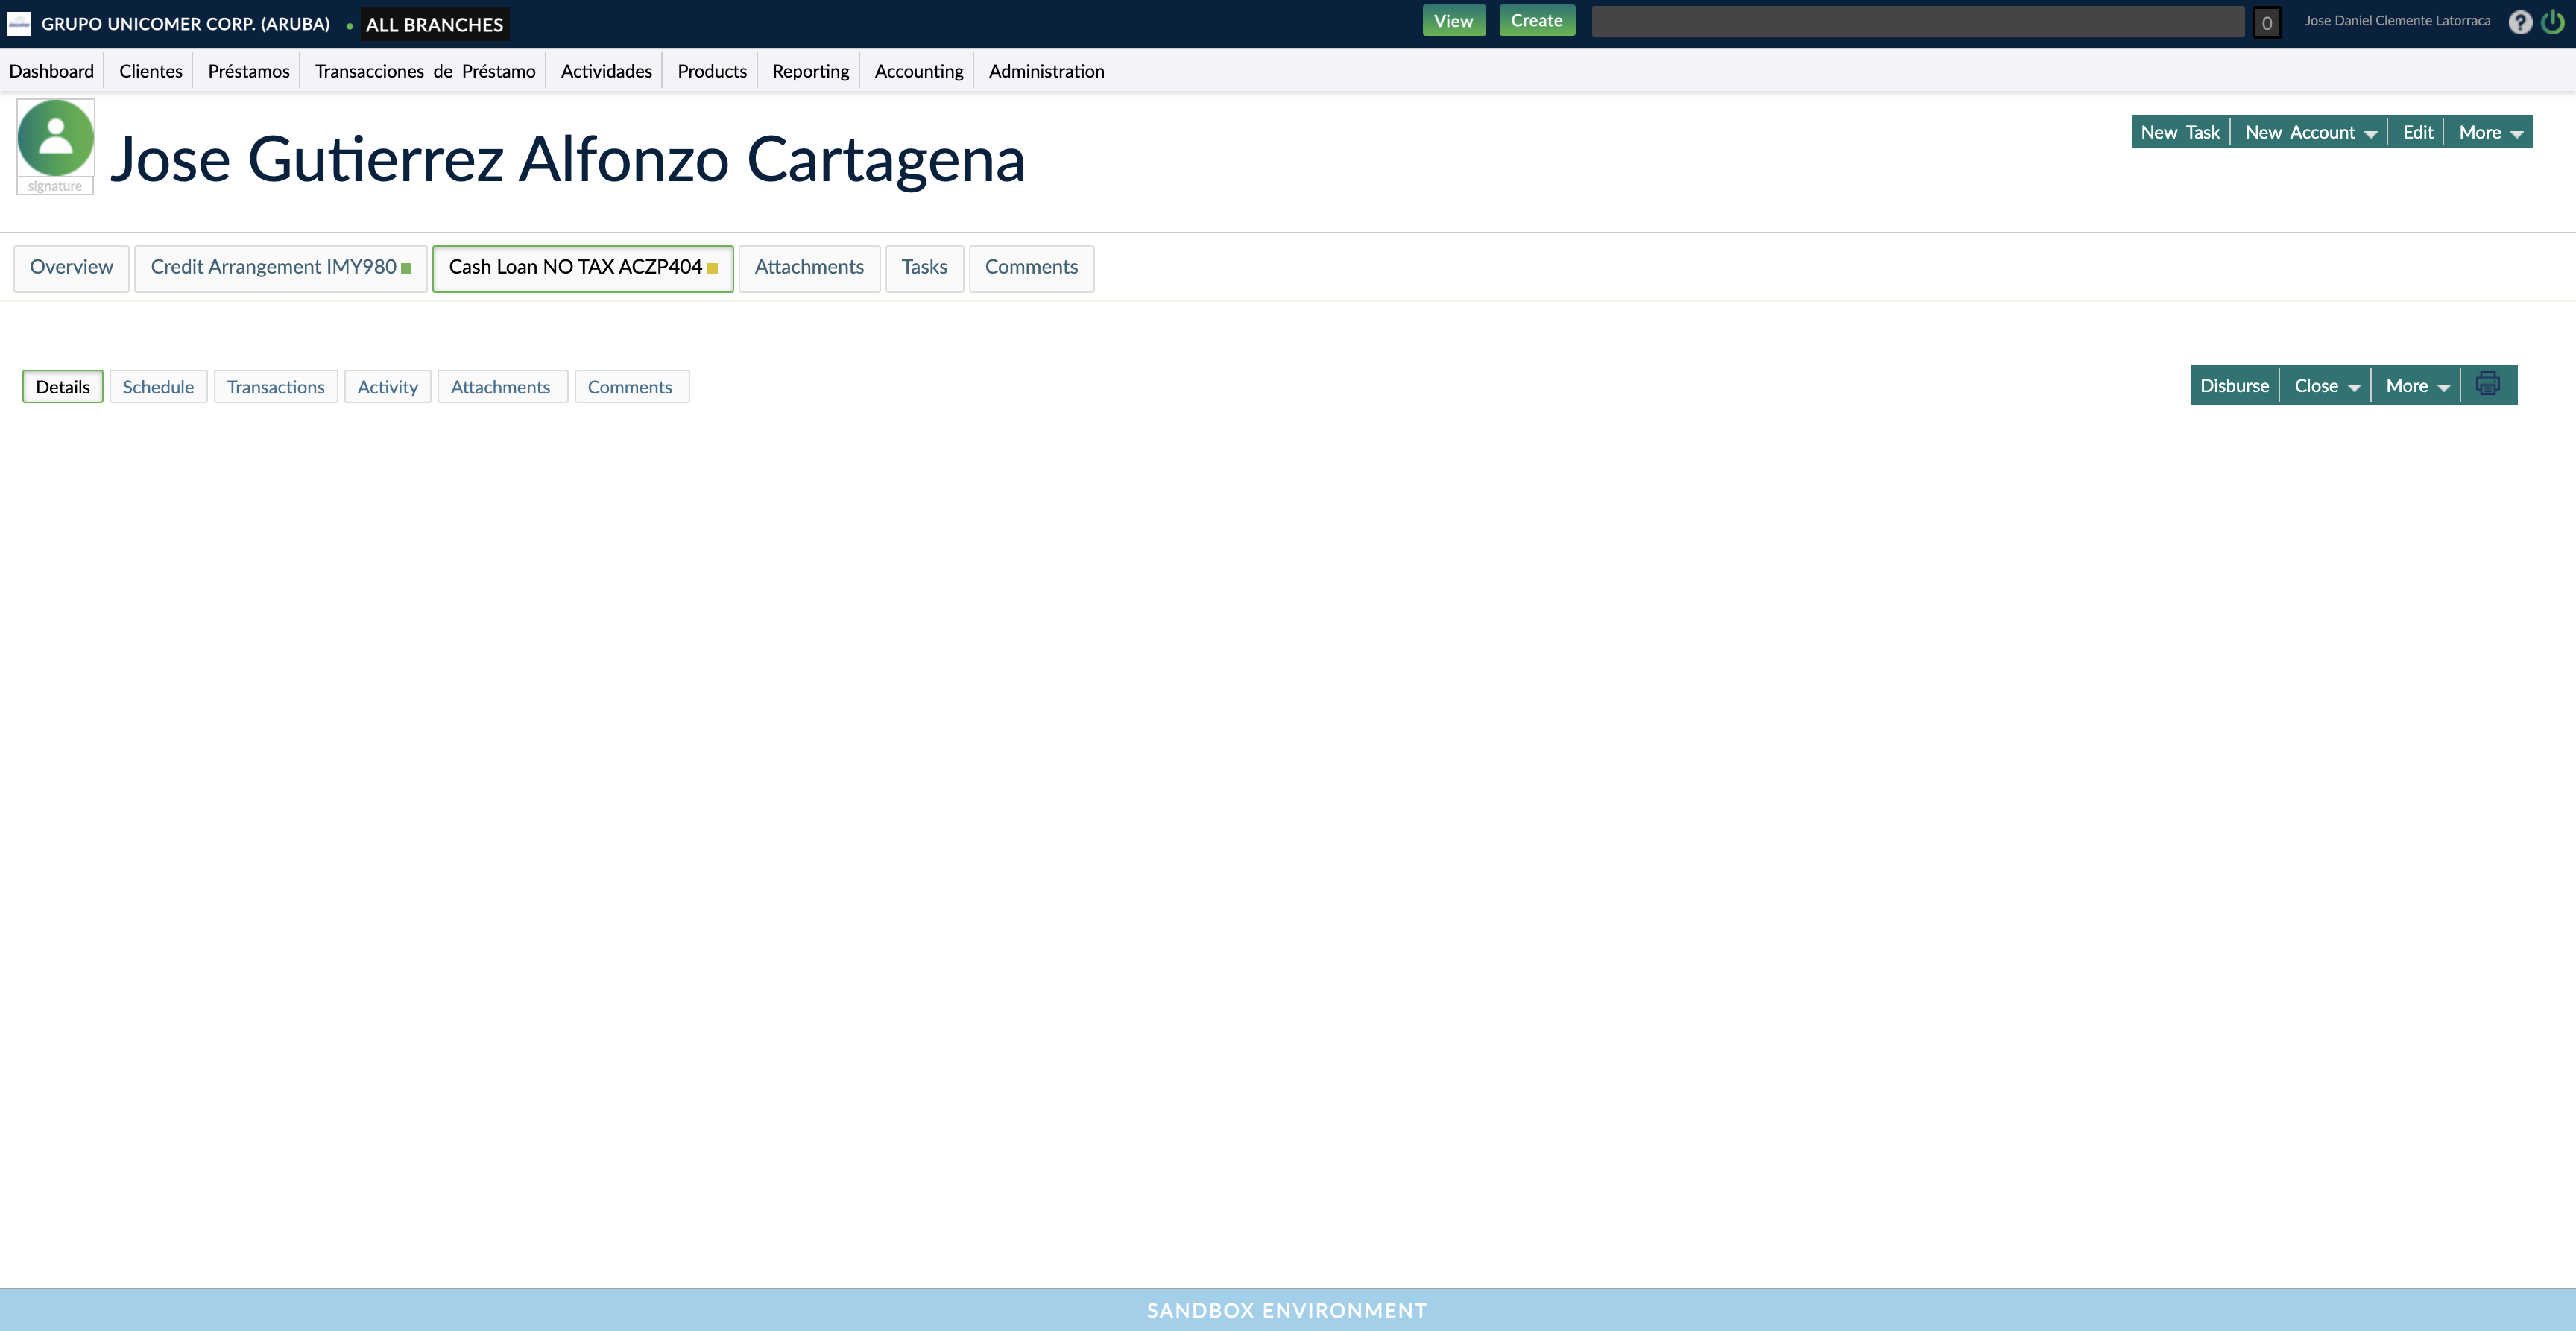 GRUPO UNICOMER CORP. (ARUBA) • ALL BRANCHES View Create 0 Jose Daniel Clemente Latorraca ?
Dashboard Clientes Préstamos Transacciones de Préstamo Actividades Products Reporting Accounting Administration
signature
Jose Gutierrez Alfonzo Cartagena
New Task New Account Edit More
Overview Credit Arrangement IMY980 Cash Loan NO TAX ACZP404 Attachments Tasks Comments
Details Schedule Transactions Activity Attachments Comments
Disburse Close More
SANDBOX ENVIRONMENT